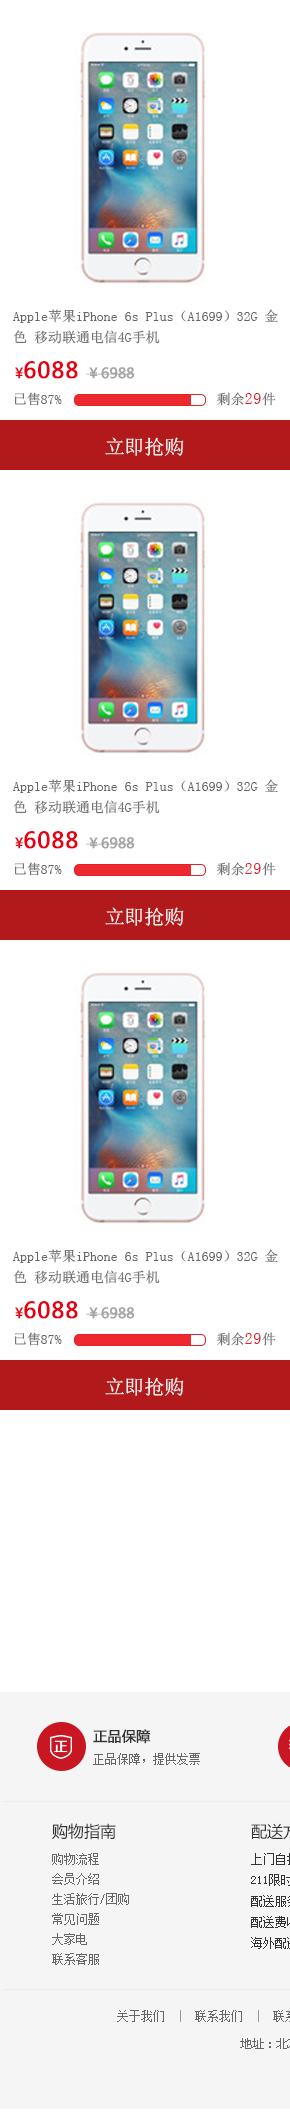 Apple苹果iPhone 6s Plus（A1699）32G 金
色 移动联通电信4G手机
¥6088 ¥6988
已售87% 剩余29件
立即抢购
Apple苹果iPhone 6s Plus（A1699）32G 金
色 移动联通电信4G手机
¥6088 ¥6988
已售87% 剩余29件
立即抢购
Apple苹果iPhone 6s Plus（A1699）32G 金
色 移动联通电信4G手机
¥6088 ¥6988
已售87% 剩余29件
立即抢购
正
正品保障
正品保障，提供发票
购物指南
购物流程
会员介绍
生活旅行/团购
常见问题
大家电
联系客服
配送
上门自
211限时
配送服
配送费
海外配
关于我们 | 联系我们 | 联
地址：北